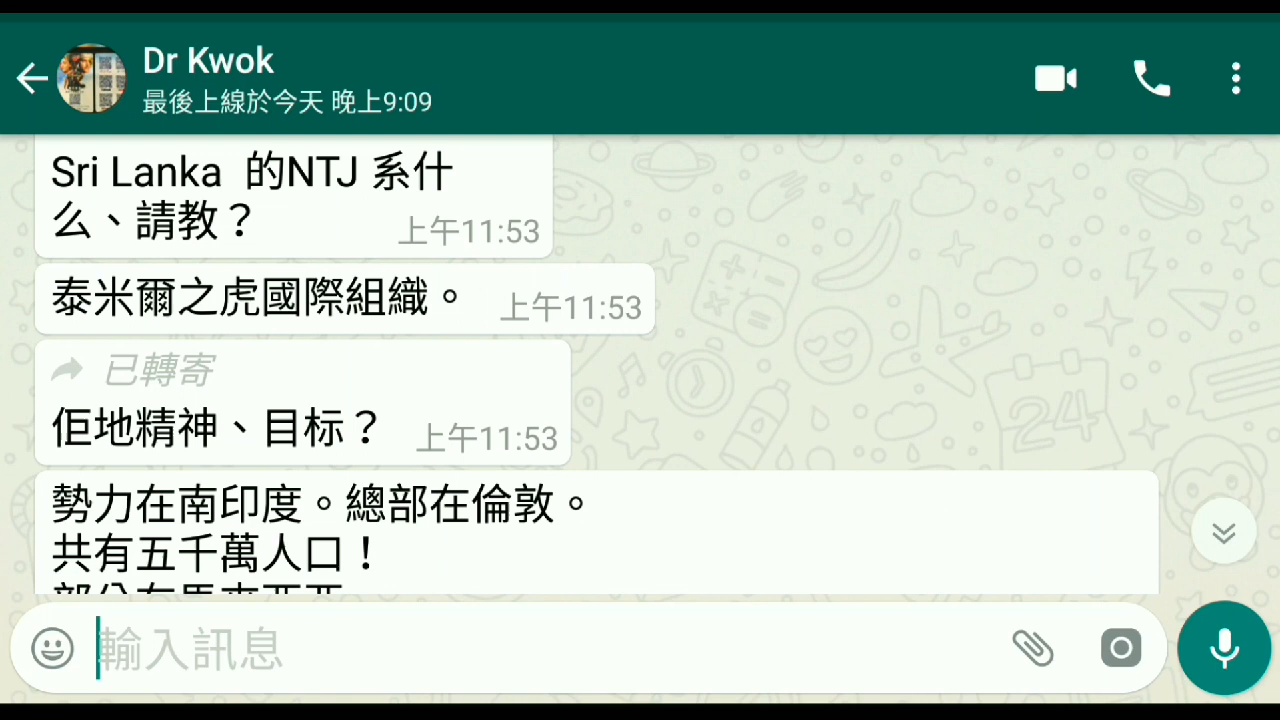 Dr Kwok
最後上線於今天 晚上9:09
Sri Lanka 的NTJ 系什
么、請教？
上午11:53
泰米爾之虎國際組織。
上午11:53
已轉寄
佢地精神、目标？
上午11:53
勢力在南印度。總部在倫敦。
共有五千萬人口！
輸入訊息